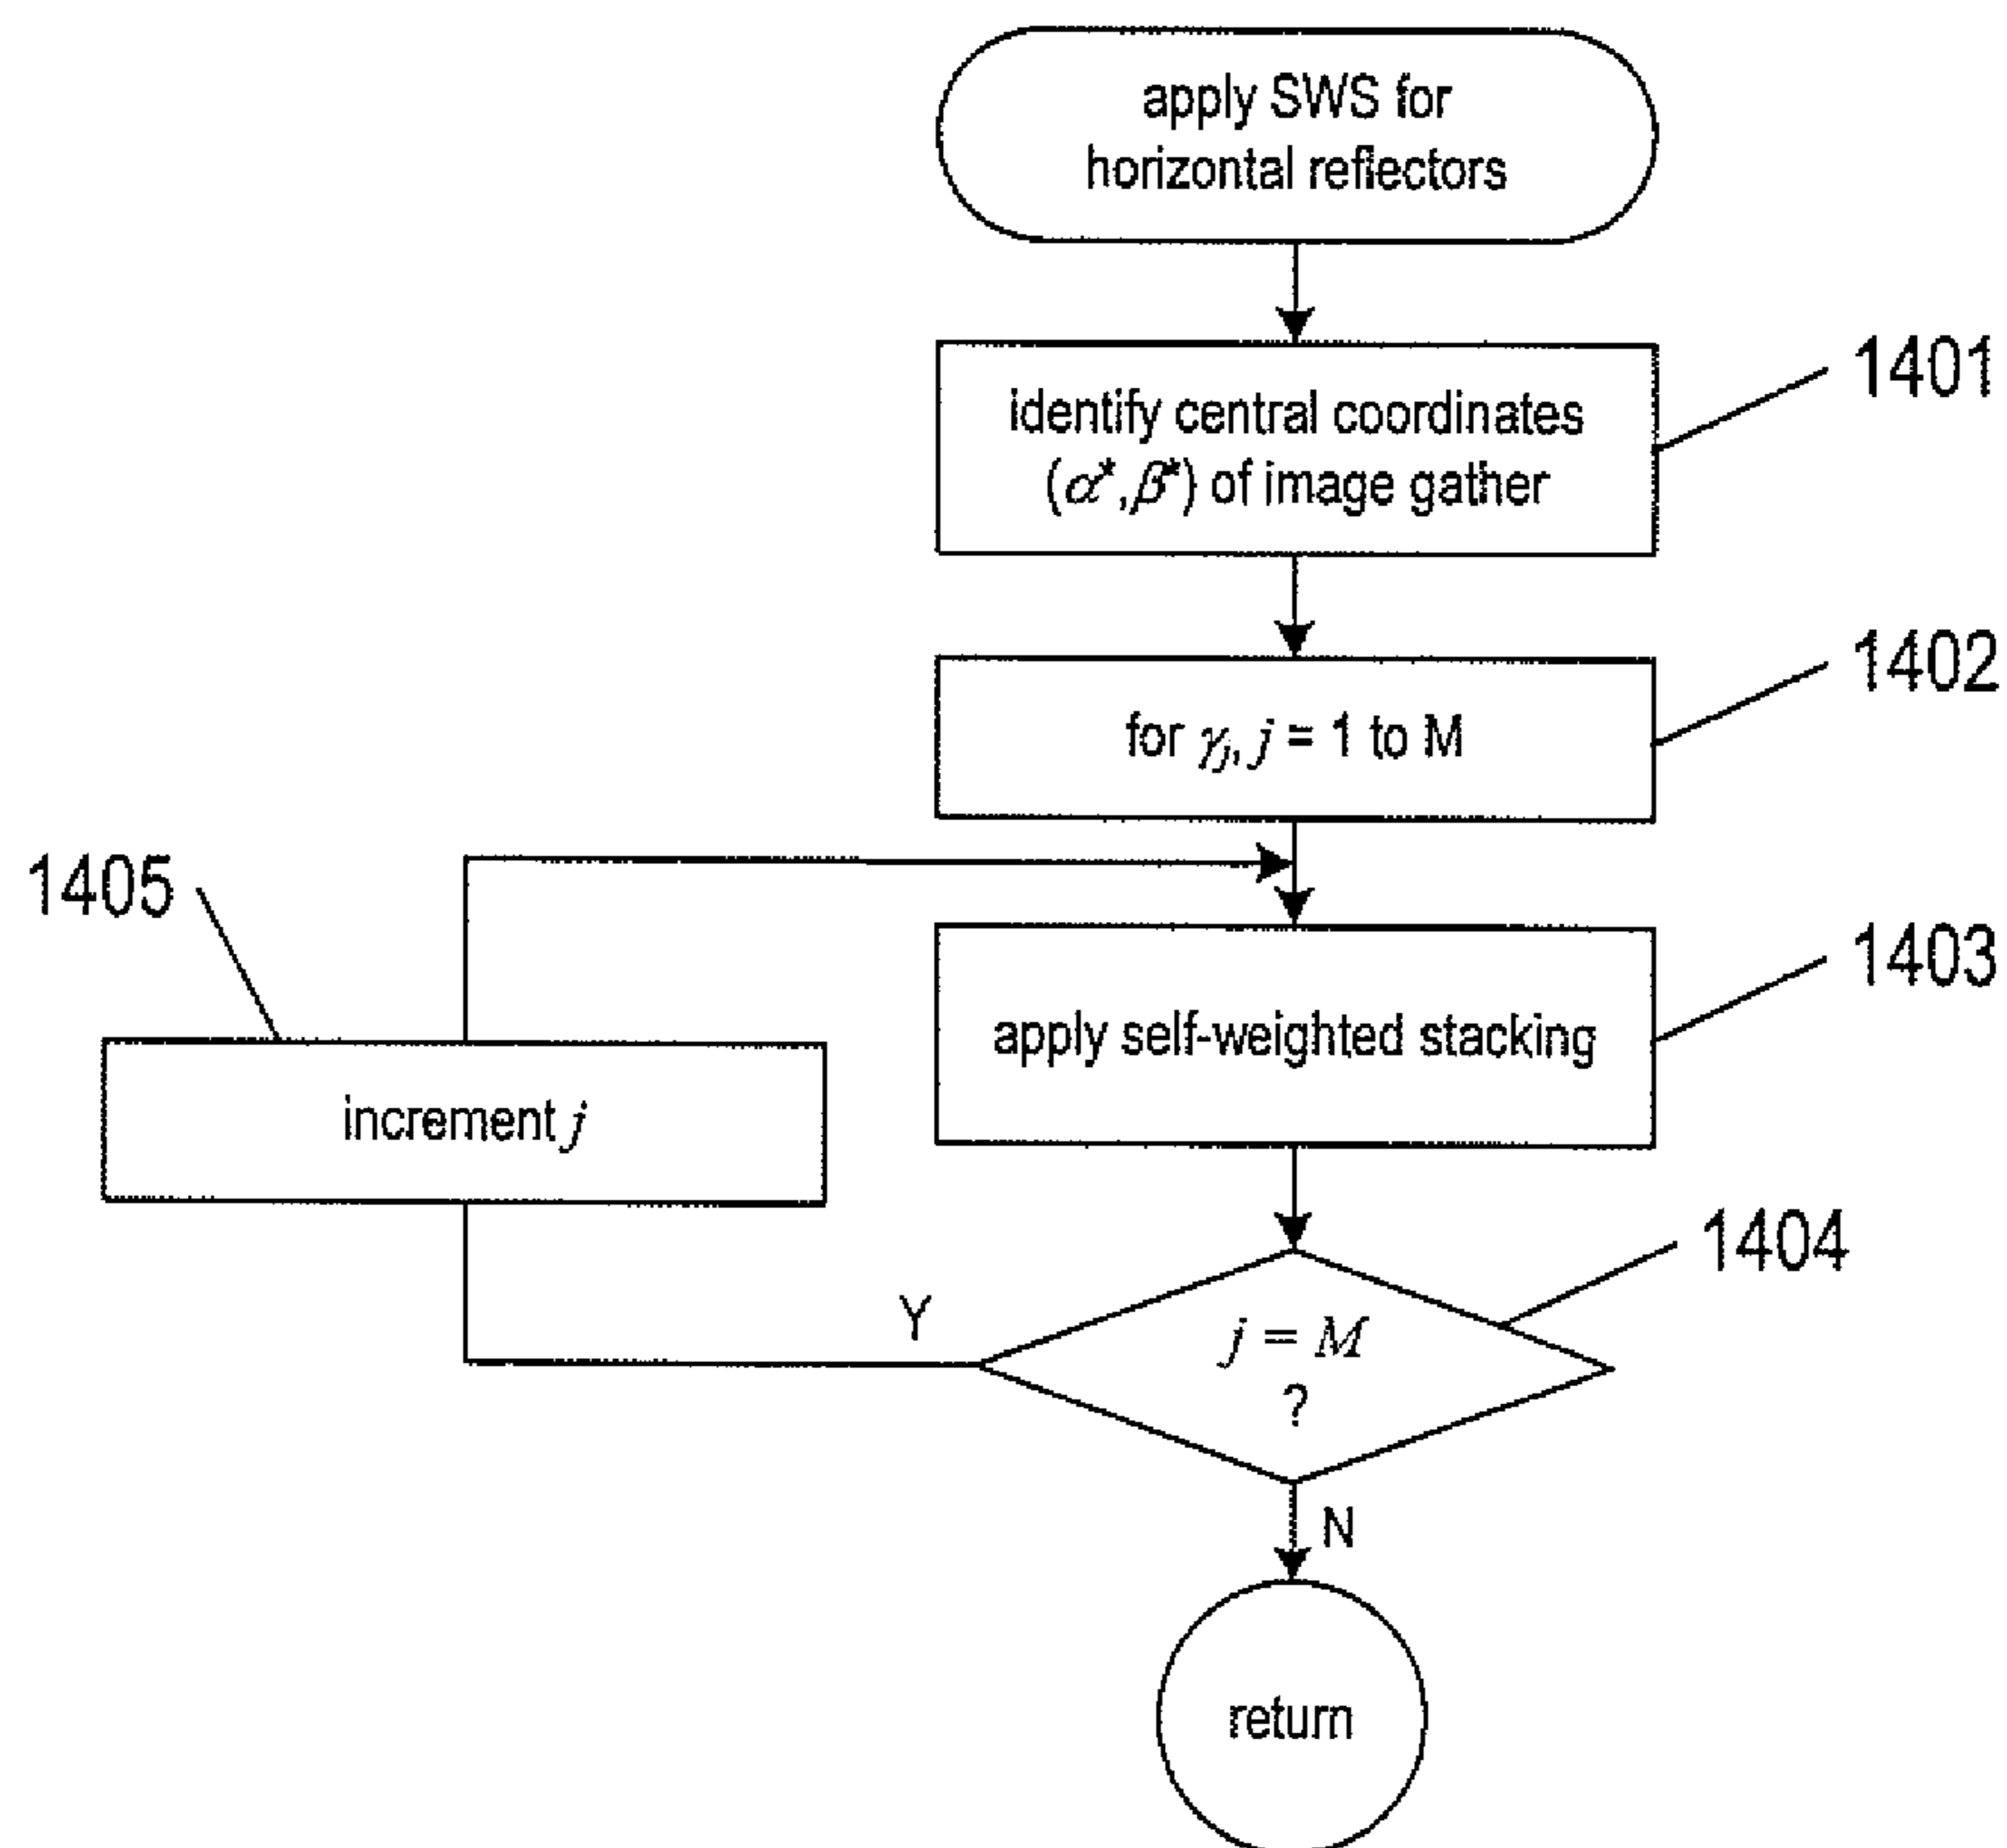 apply SWS for
horizontal reflectors
identify central coordinates
(α*,β*) of image gather
1401
for γj, j = 1 to M
1402
1405
apply self-weighted stacking
1403
increment j
1404
Y
j = M
?
N
return